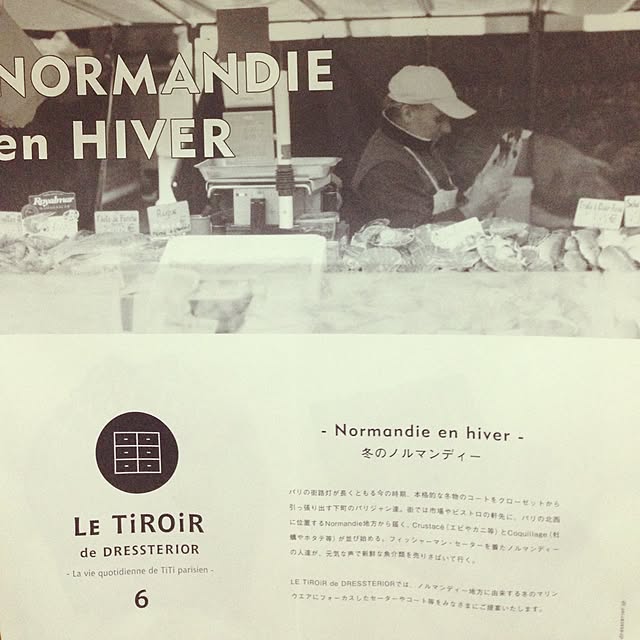 NORMANDIE
en HIVER
Royalmer
LE TiROiR
de DRESSTERIOR
- La vie quotidienne de TiTi parisien -
6
- Normandie en hiver -
冬のノルマンディー
パリの街路灯が長くともる今の時期、本格的な冬物のコートをクローゼットから
引っ張り出す下町のパリジャン達。街では市場やビストロの軒先に、パリの北西
に位置するNormandie地方から届く、Crustacé（エビやカニ等）とCoquillage（牡
蠣やホタテ等）が並び始める。フィッシャーマン・セーターを着たノルマンディー
の人達が、元気な声で新鮮な魚介類を売りさばいて行く。
LE TiROiR de DRESSTERIORでは、ノルマンディー地方に由来する冬のマリン
ウエアにフォーカスしたセーターやコート等をみなさまにご提案いたします。